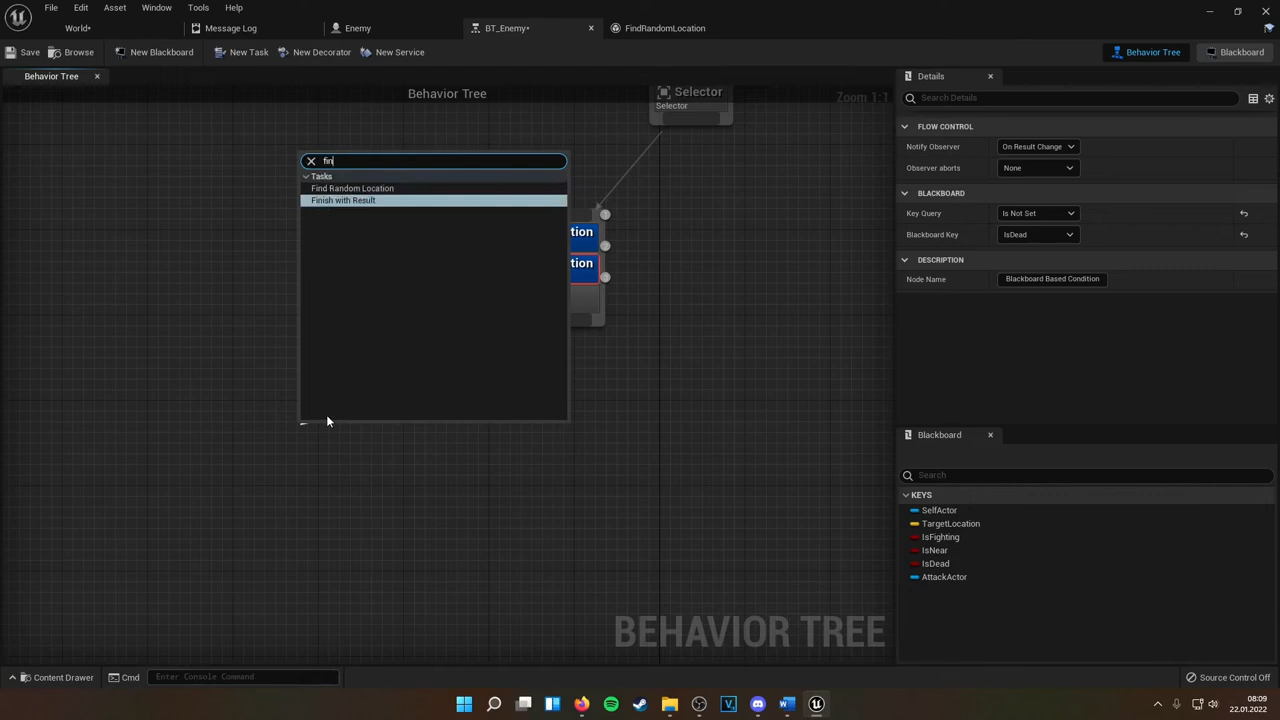 File Edit Asset View Tools Help
World* Message Log Enemy BT_Enemy* FindRandomLocation
Save Browse New Blackboard New Task New Decorator New Service Behavior Tree Blackboard
Behavior Tree
Behavior Tree
Zoom 1:1
Selector
Selector
fin
Tasks
Find Random Location
Finish with Result
tion
tion
BEHAVIOR TREE
Details
Search Details
FLOW CONTROL
Notify Observer On Result Change
Observer aborts None
BLACKBOARD
Key Query Is Not Set
Blackboard Key IsDead
DESCRIPTION
Node Name Blackboard Based Condition
Blackboard
Search
KEYS
SelfActor
TargetLocation
IsFighting
IsNear
IsDead
AttackActor
Content Drawer Cmd Enter Console Command Source Control Off
08:09
22.01.2022